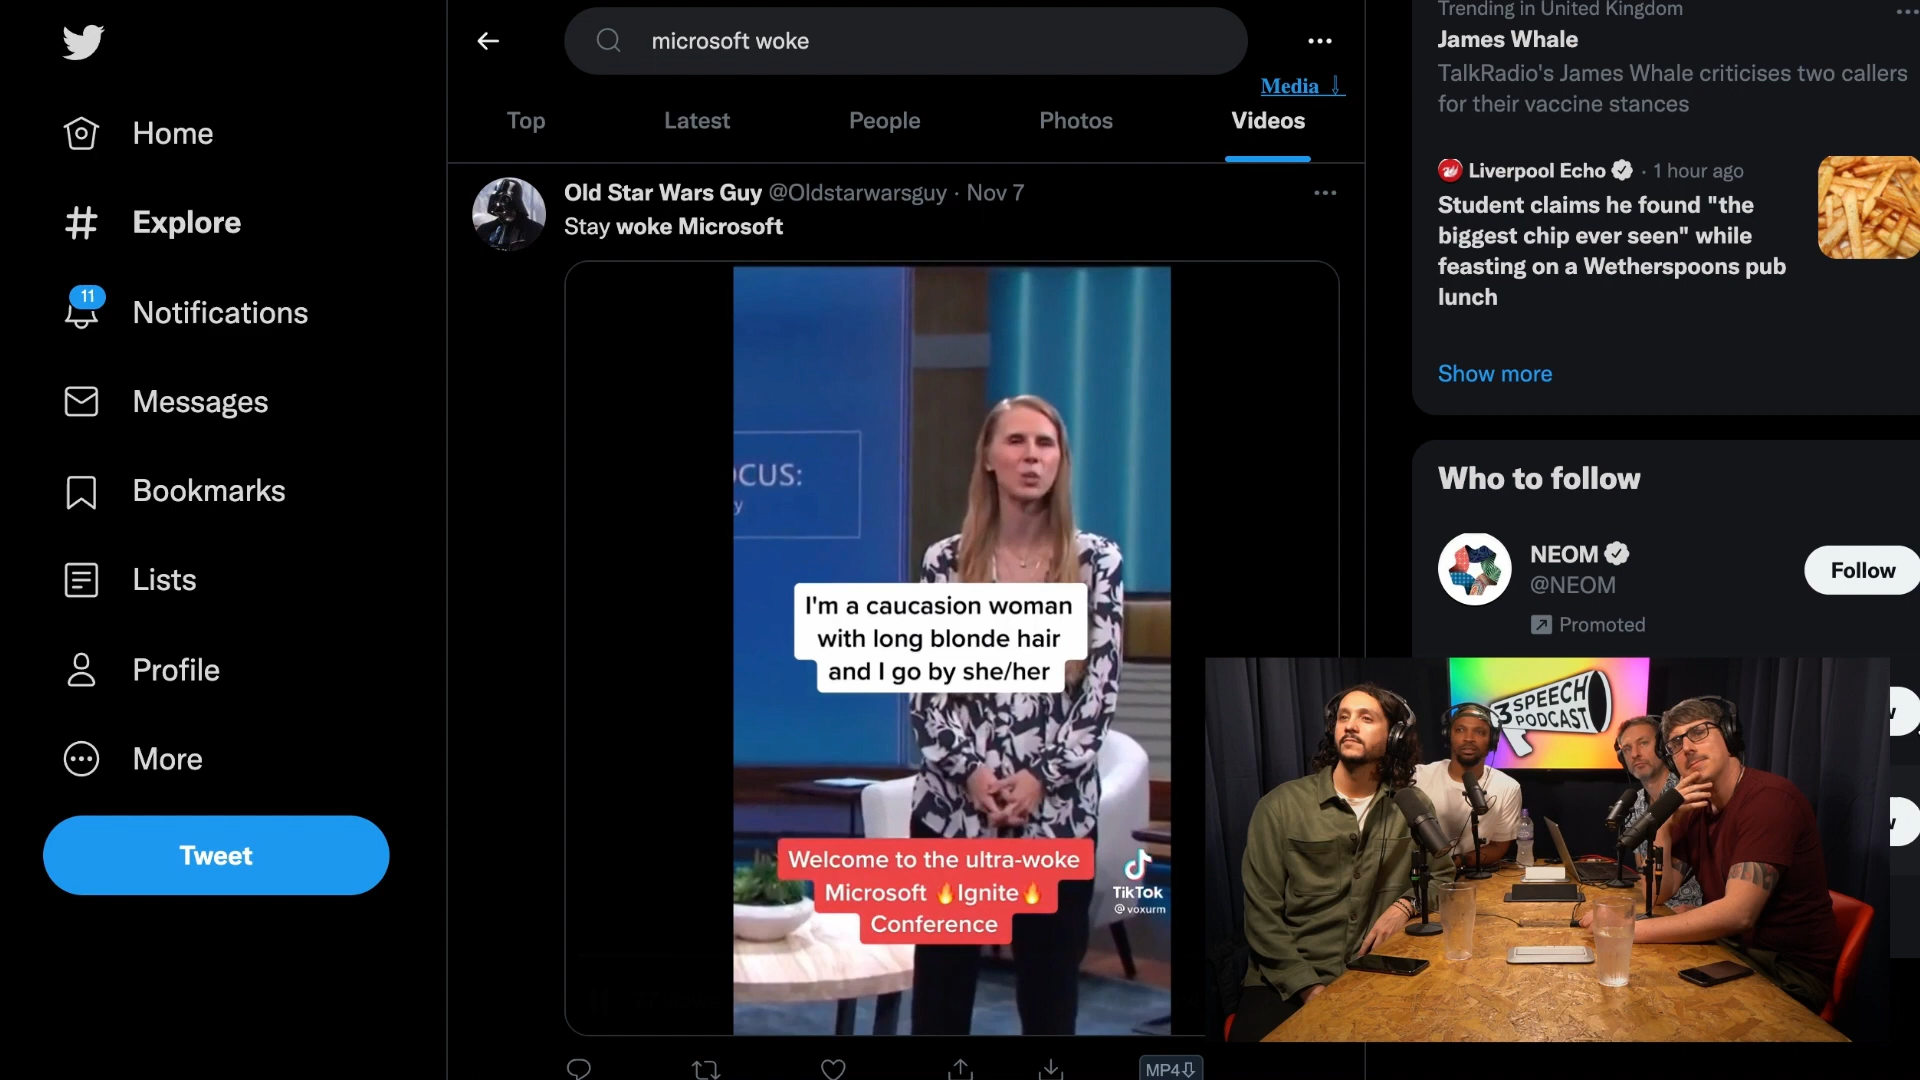 Home
Explore
11
Notifications
Messages
Bookmarks
Lists
Profile
More
Tweet
microsoft woke
Media ↓
Top
Latest
People
Photos
Videos
Old Star Wars Guy @Oldstarwarsguy · Nov 7
Stay woke Microsoft
OCUS:
y
I'm a caucasion woman
with long blonde hair
and I go by she/her
Welcome to the ultra-woke
Microsoft 🔥Ignite🔥
Conference
TikTok
@voxurm
MP4⇩
Trending in United Kingdom
James Whale
TalkRadio's James Whale criticises two callers
for their vaccine stances
Liverpool Echo · 1 hour ago
Student claims he found "the
biggest chip ever seen" while
feasting on a Wetherspoons pub
lunch
Show more
Who to follow
NEOM
@NEOM
Follow
Promoted
3 SPEECH
PODCAST